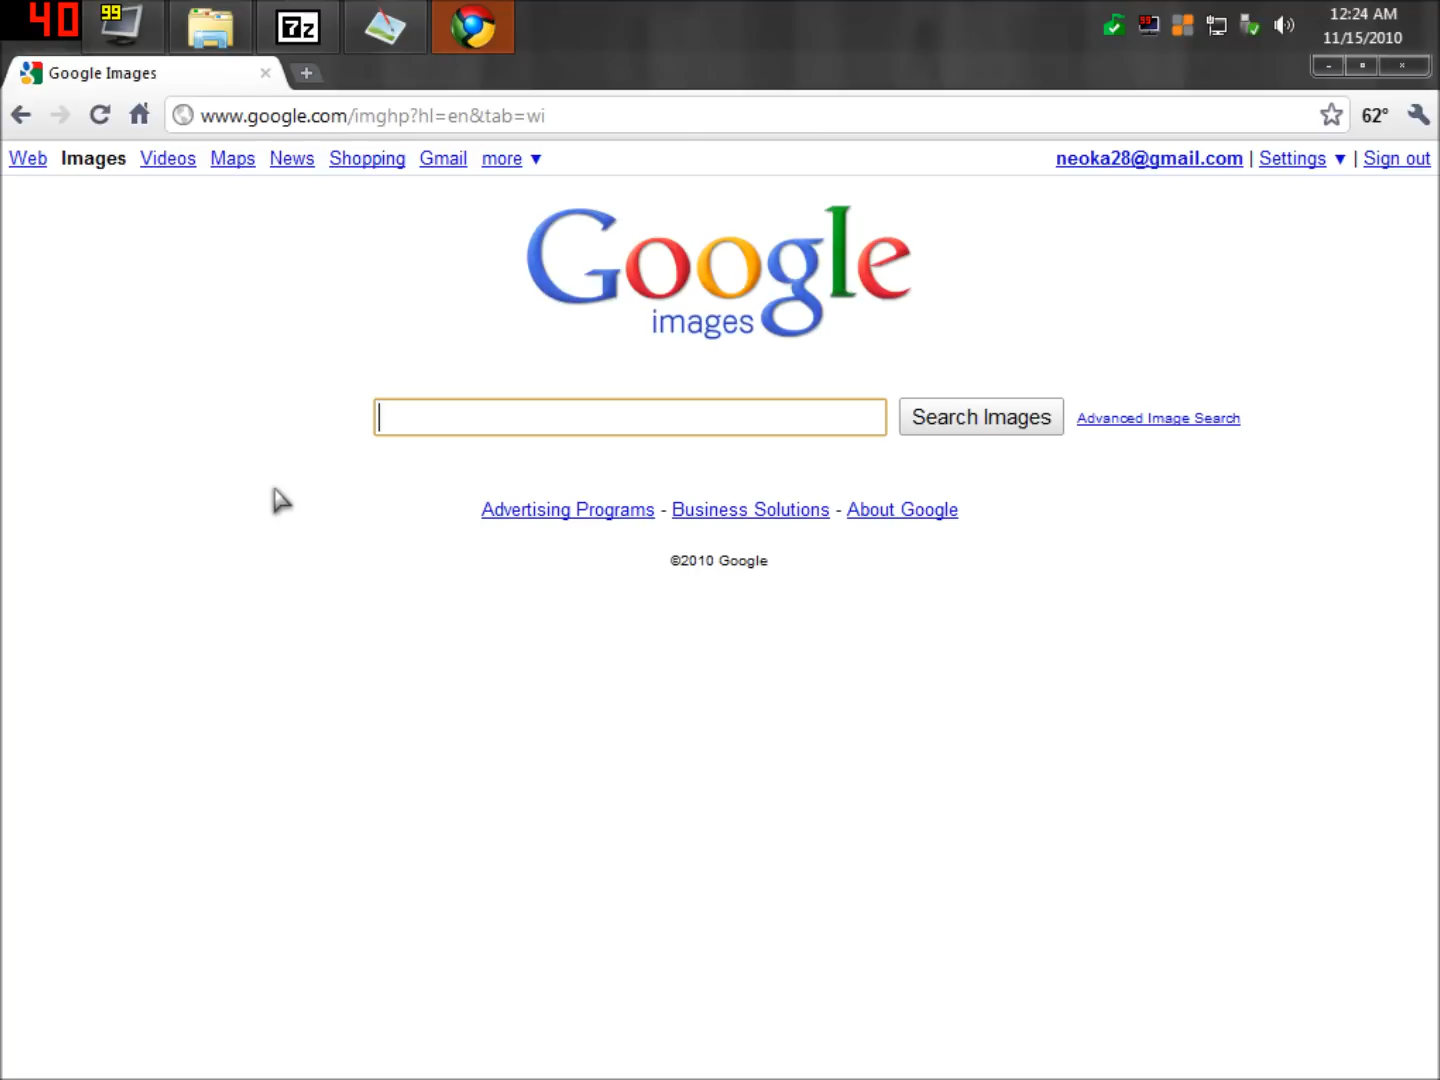 40 99 7z 12:24 AM
11/15/2010
Google Images
www.google.com/imghp?hl=en&tab=wi 62°
Web Images Videos Maps News Shopping Gmail more ▼ neoka28@gmail.com | Settings ▼ | Sign out
Google
images
Search Images Advanced Image Search
Advertising Programs - Business Solutions - About Google
©2010 Google